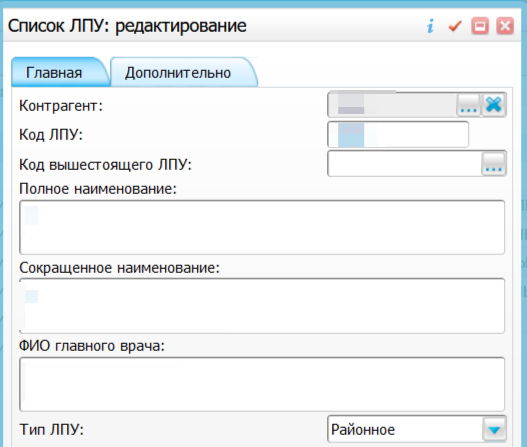 Список ЛПУ: редактирование
Главная Дополнительно
Контрагент:
Код ЛПУ:
Код вышестоящего ЛПУ:
Полное наименование:
Сокращенное наименование:
ФИО главного врача:
Тип ЛПУ: Районное